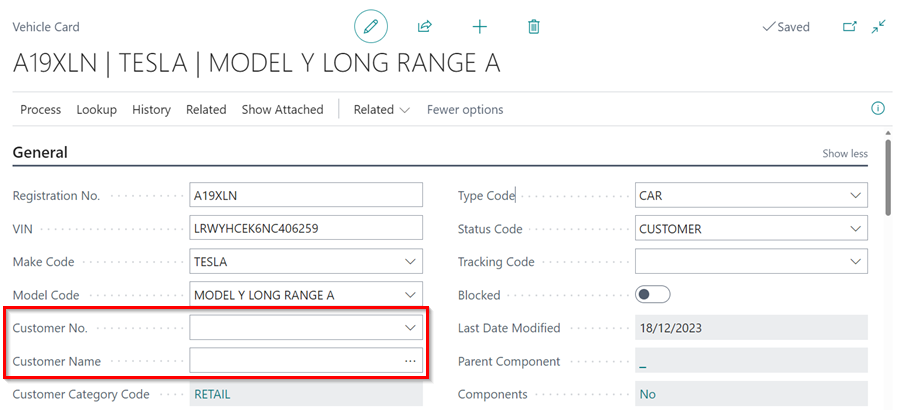 Vehicle Card
Saved
A19XLN | TESLA | MODEL Y LONG RANGE A
Process Lookup History Related Show Attached Related Fewer options
General Show less
Registration No. A19XLN
Type Code CAR
VIN LRWYHCEK6NC406259
Status Code CUSTOMER
Make Code TESLA
Tracking Code
Model Code MODEL Y LONG RANGE A
Blocked
Customer No.
Last Date Modified 18/12/2023
Customer Name ...
Parent Component _
Customer Category Code RETAIL
Components No